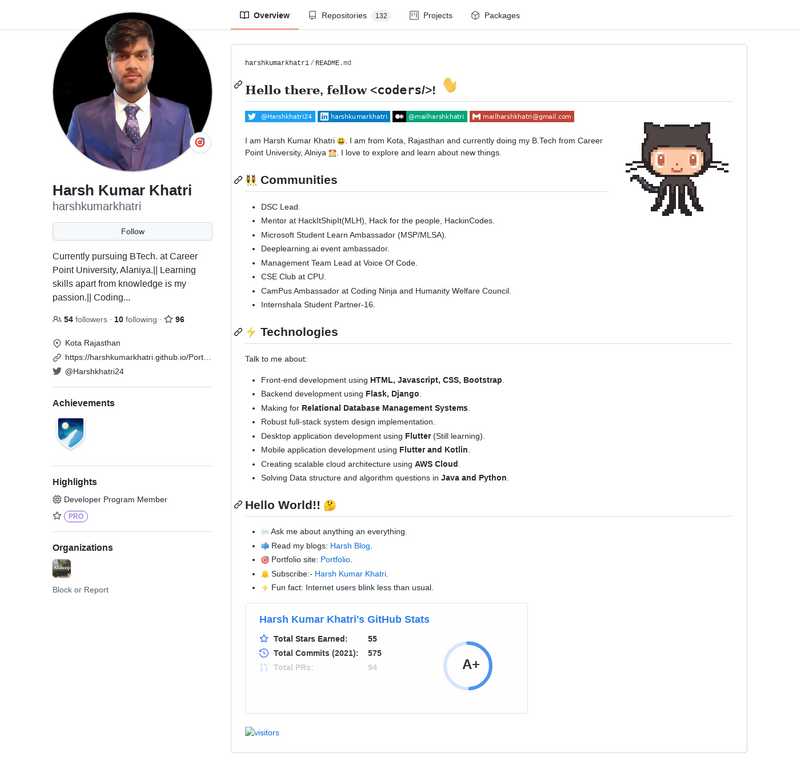 Overview Repositories 132 Projects Packages
Harsh Kumar Khatri
harshkumarkhatri
Follow
Currently pursuing BTech. at Career
Point University, Alaniya.|| Learning
skills apart from knowledge is my
passion.|| Coding...
54 followers · 10 following · 96
Kota Rajasthan
https://harshkumarkhatri.github.io/Port...
@Harshkhatri24
Achievements
Highlights
Developer Program Member
PRO
Organizations
Block or Report
harshkumarkhatri / README.md
Hello there, fellow <coders/>!
@Harshkhatri24 harshkumarkhatri @mailharshkhatri mailharshkhatri@gmail.com
I am Harsh Kumar Khatri 😀. I am from Kota, Rajasthan and currently doing my B.Tech from Career
Point University, Alniya. I love to explore and learn about new things.
Communities
• DSC Lead.
• Mentor at HackItShipIt(MLH), Hack for the people, HackinCodes.
• Microsoft Student Learn Ambassador (MSP/MLSA).
• Deeplearning.ai event ambassador.
• Management Team Lead at Voice Of Code.
• CSE Club at CPU.
• CamPus Ambassador at Coding Ninja and Humanity Welfare Council.
• Internshala Student Partner-16.
⚡ Technologies
Talk to me about:
• Front-end development using HTML, Javascript, CSS, Bootstrap.
• Backend development using Flask, Django.
• Making for Relational Database Management Systems.
• Robust full-stack system design implementation.
• Desktop application development using Flutter (Still learning).
• Mobile application development using Flutter and Kotlin.
• Creating scalable cloud architecture using AWS Cloud.
• Solving Data structure and algorithm questions in Java and Python.
Hello World!! 🤔
• Ask me about anything an everything.
• Read my blogs: Harsh Blog.
• Portfolio site: Portfolio.
• Subscribe:- Harsh Kumar Khatri.
• ⚡ Fun fact: Internet users blink less than usual.
Harsh Kumar Khatri's GitHub Stats
Total Stars Earned: 55
Total Commits (2021): 575
Total PRs: 94
A+
visitors